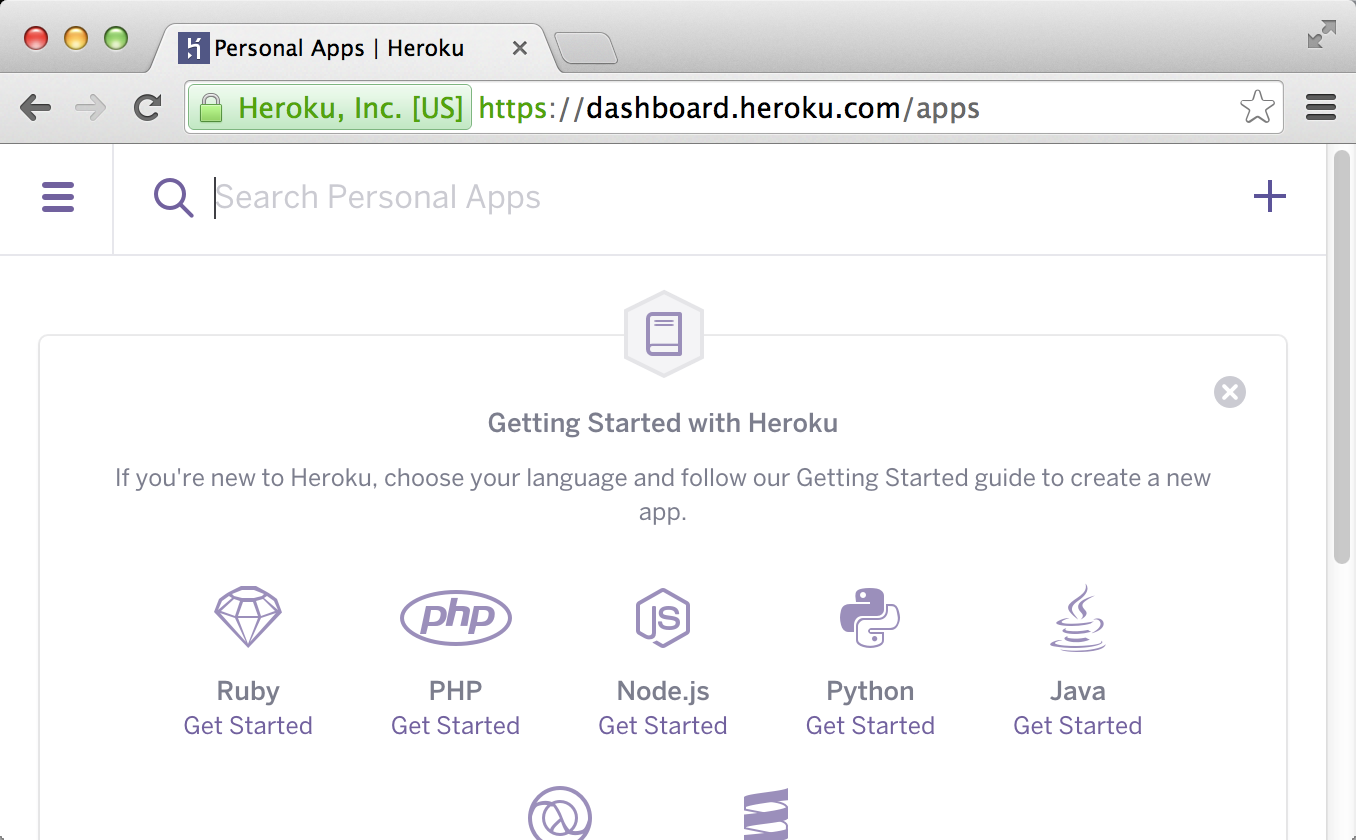 Personal Apps | Heroku
Heroku, Inc. [US] https://dashboard.heroku.com/apps
Search Personal Apps
Getting Started with Heroku
If you're new to Heroku, choose your language and follow our Getting Started guide to create a new
app.
php
JS
Ruby PHP Node.js Python Java
Get Started Get Started Get Started Get Started Get Started